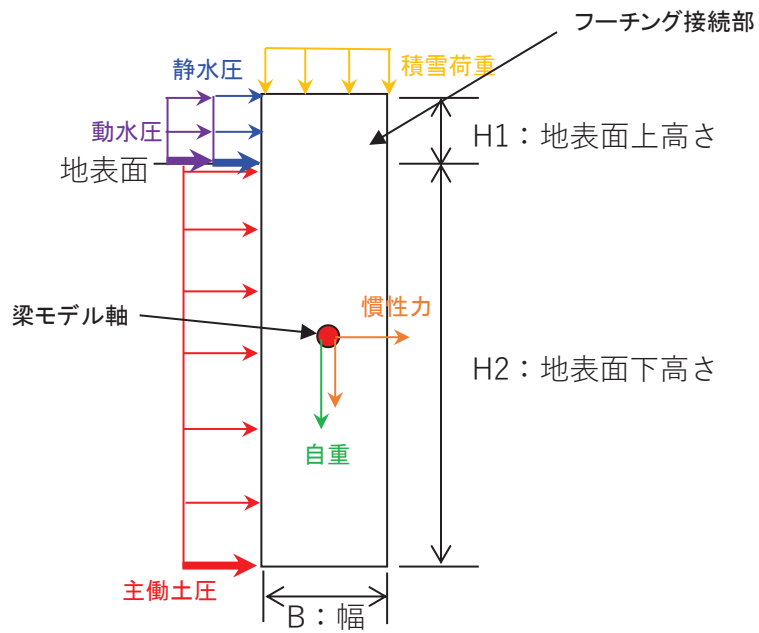 フーチング接続部
静水圧
積雪荷重
動水圧
H1：地表面上高さ
地表面
慣性力
梁モデル軸
H2：地表面下高さ
自重
主働土圧
B：幅